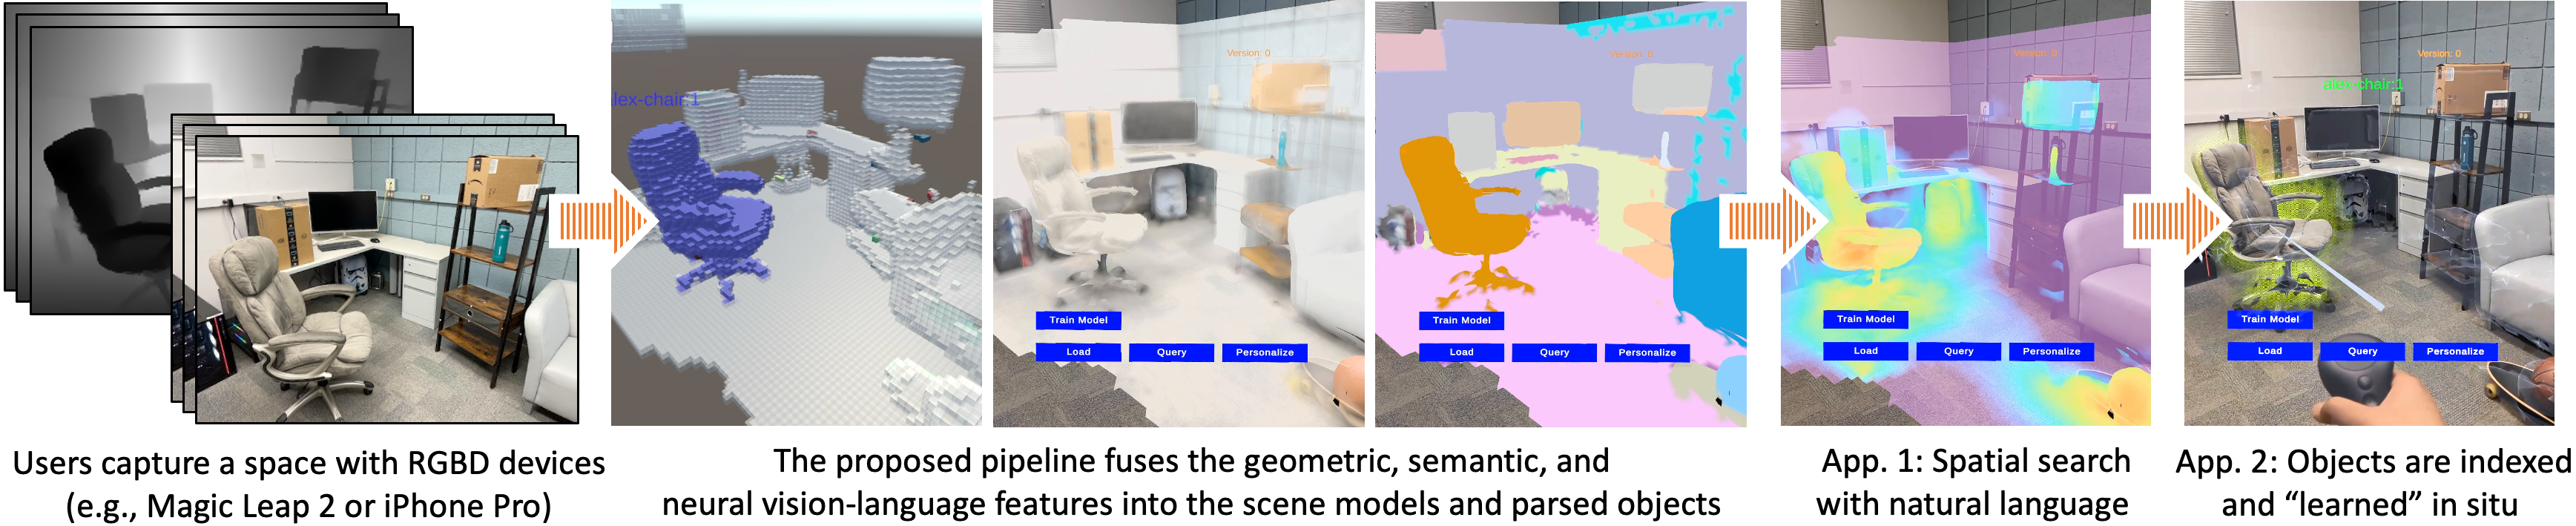 lex-chair:1
Version: 0
Train Model
Load
Query
Personalize
Version: 0
Train Model
Load
Query
Personalize
Version: 0
Train Model
Load
Query
Personalize
Version: 0
alex-chair:1
Train Model
Load
Query
Personalize
Users capture a space with RGBD devices
(e.g., Magic Leap 2 or iPhone Pro)
The proposed pipeline fuses the geometric, semantic, and
neural vision-language features into the scene models and parsed objects
App. 1: Spatial search
with natural language
App. 2: Objects are indexed
and “learned” in situ